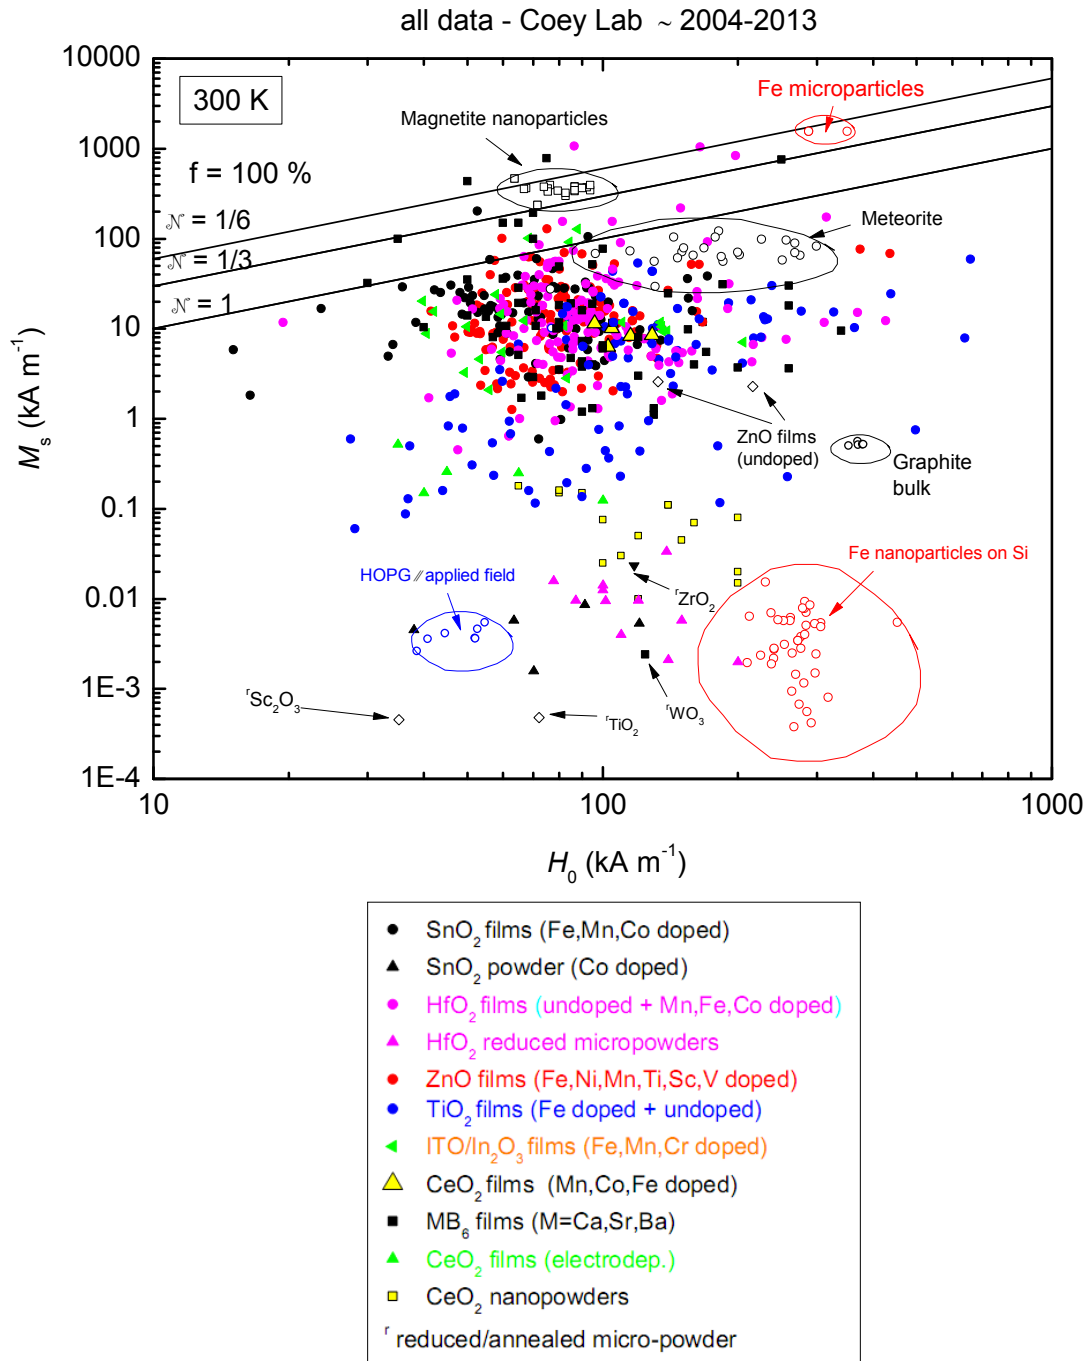 all data - Coey Lab ~ 2004-2013
300 K
f = 100 %
𝒩 = 1/6
𝒩 = 1/3
𝒩 = 1
Magnetite nanoparticles
Fe microparticles
Meteorite
ZnO films
(undoped)
Graphite
bulk
Fe nanoparticles on Si
HOPG // applied field
ʳZrO₂
ʳWO₃
ʳSc₂O₃
ʳTiO₂
1000
100
10
1
0.1
0.01
1E-3
1E-4
10
100
1000
Mₛ (kA m⁻¹)
H₀ (kA m⁻¹)
SnO₂ films (Fe,Mn,Co doped)
SnO₂ powder (Co doped)
HfO₂ films (undoped + Mn,Fe,Co doped)
HfO₂ reduced micropowders
ZnO films (Fe,Ni,Mn,Ti,Sc,V doped)
TiO₂ films (Fe doped + undoped)
ITO/In₂O₃ films (Fe,Mn,Cr doped)
CeO₂ films (Mn,Co,Fe doped)
MB₆ films (M=Ca,Sr,Ba)
CeO₂ films (electrodep.)
CeO₂ nanopowders
ʳ reduced/annealed micro-powder